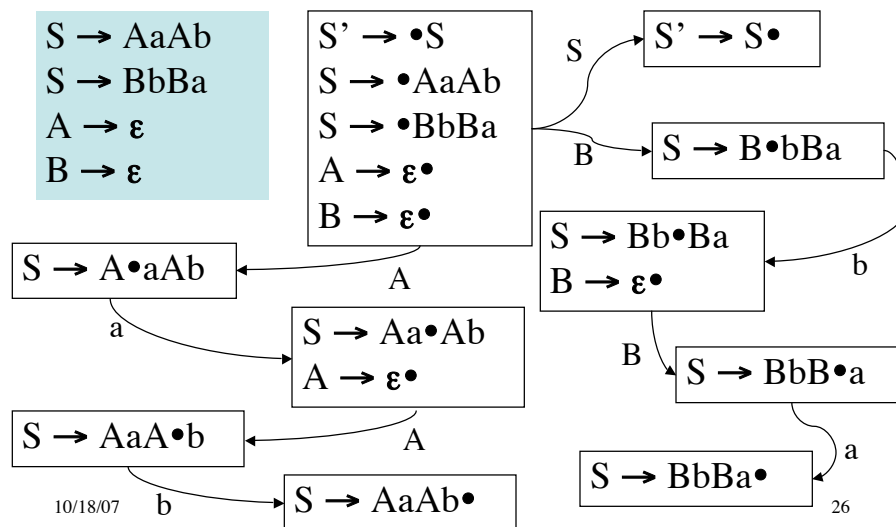 S → AaAb
S → BbBa
A → ε
B → ε
S’ → •S
S → •AaAb
S → •BbBa
A → ε•
B → ε•
S
S’ → S•
B
S → B•bBa
b
S → Bb•Ba
B → ε•
A
S → A•aAb
a
S → Aa•Ab
A → ε•
B
S → BbB•a
A
S → AaA•b
a
S → BbBa•
b
S → AaAb•
10/18/07
26